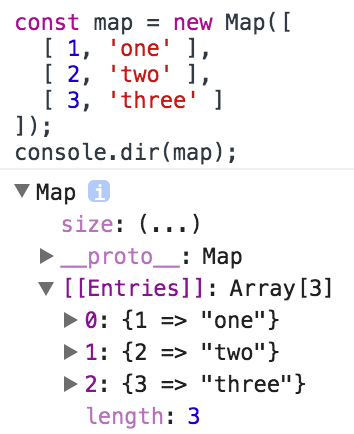 const map = new Map([
  [ 1, 'one' ],
  [ 2, 'two' ],
  [ 3, 'three' ]
]);
console.dir(map);
▼ Map i
size: (...)
▶ __proto__: Map
▼ [[Entries]]: Array[3]
▶ 0: {1 => "one"}
▶ 1: {2 => "two"}
▶ 2: {3 => "three"}
length: 3